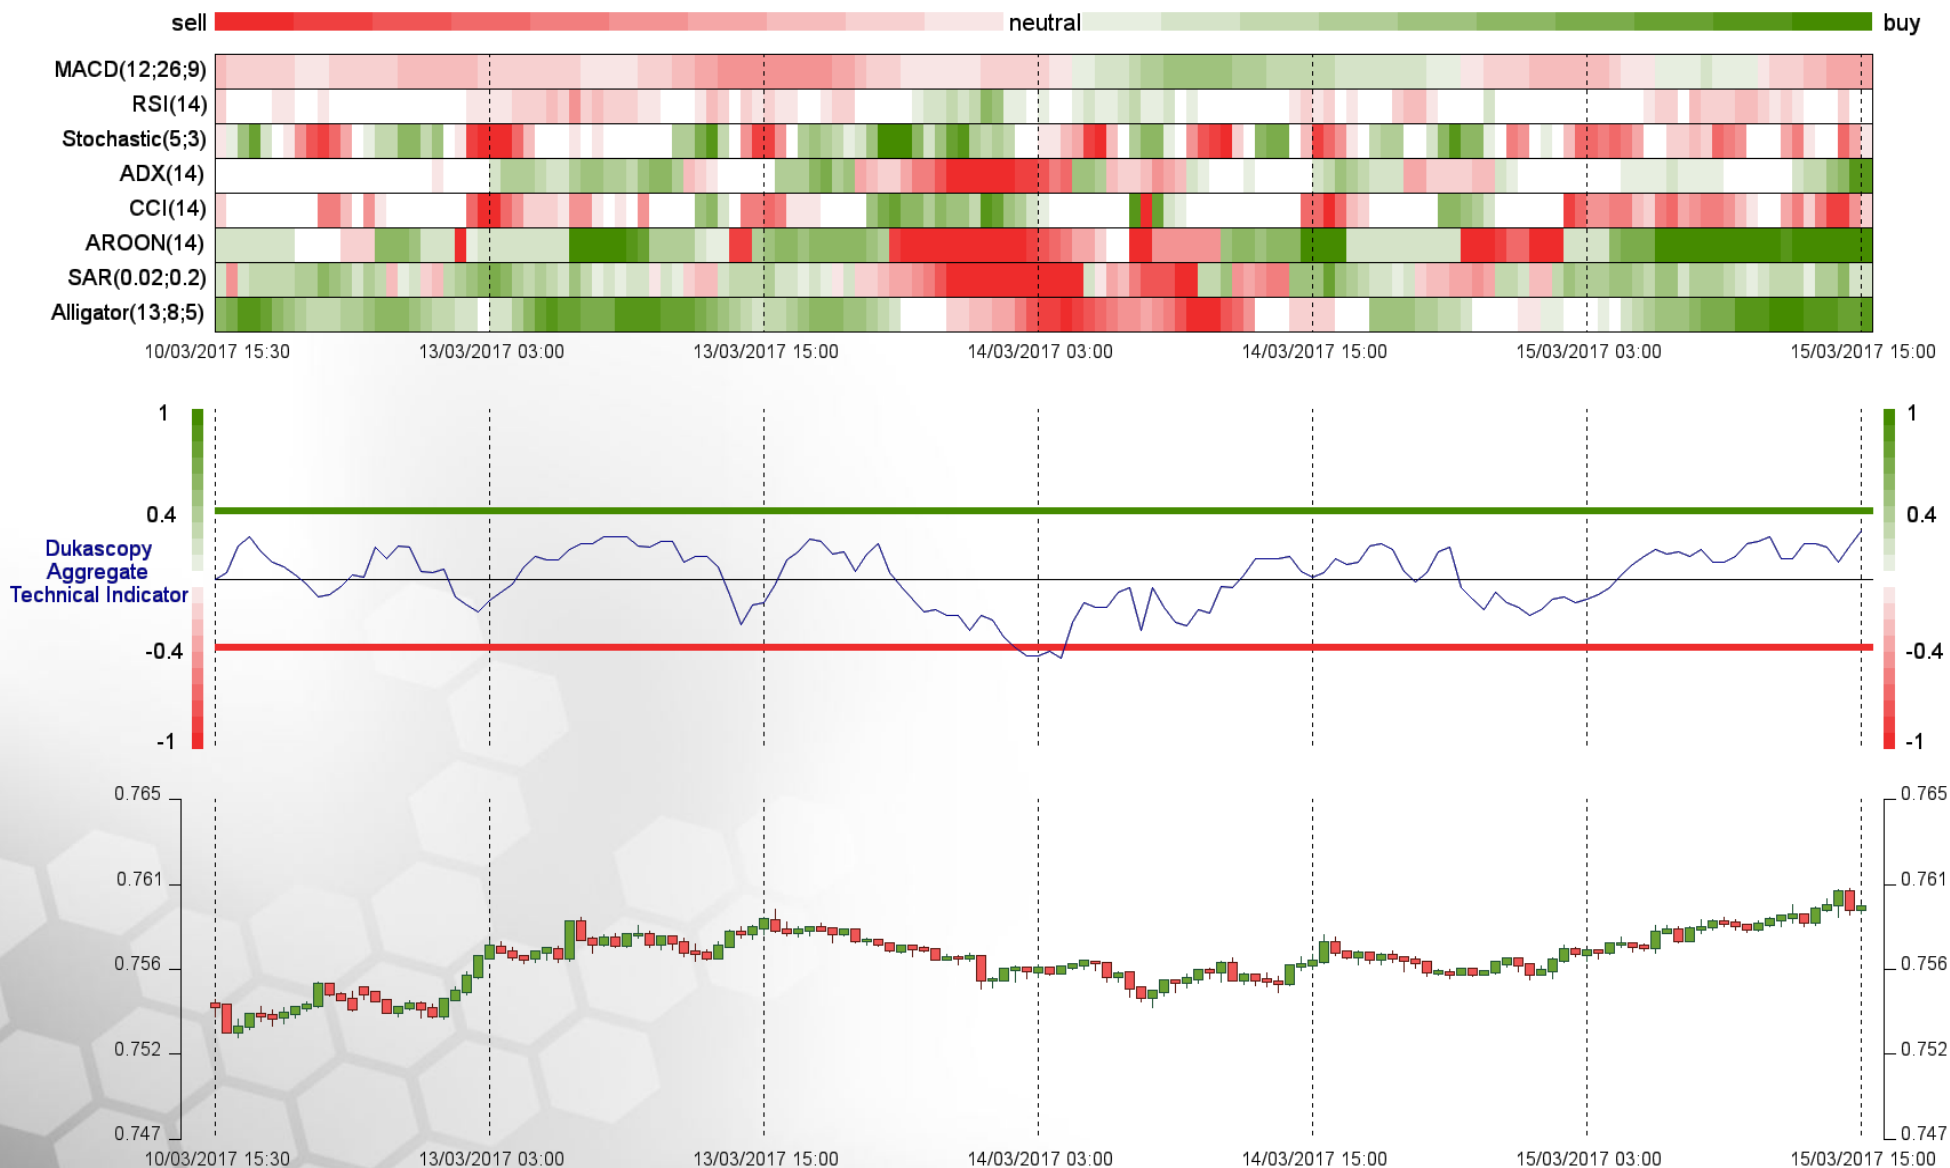 sell neutral buy
MACD(12;26;9)
RSI(14)
Stochastic(5;3)
ADX(14)
CCI(14)
AROON(14)
SAR(0.02;0.2)
Alligator(13;8;5)
10/03/2017 15:30 13/03/2017 03:00 13/03/2017 15:00 14/03/2017 03:00 14/03/2017 15:00 15/03/2017 03:00 15/03/2017 15:00
1 1
0.4 0.4
Dukascopy
Aggregate
Technical Indicator
-0.4 -0.4
-1 -1
0.765 0.765
0.761 0.761
0.756 0.756
0.752 0.752
0.747 0.747
10/03/2017 15:30 13/03/2017 03:00 13/03/2017 15:00 14/03/2017 03:00 14/03/2017 15:00 15/03/2017 03:00 15/03/2017 15:00